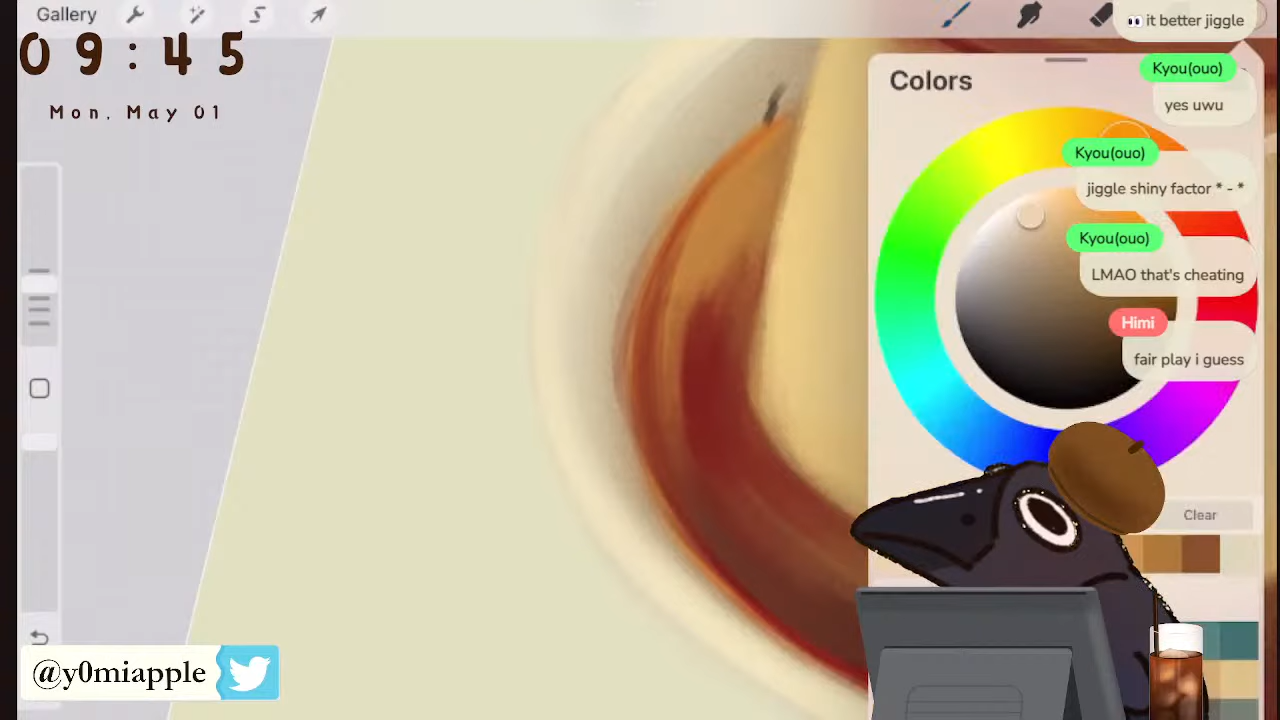 Gallery
09:45
Mon, May 01
Colors
👀 it better jiggle
Kyou(ouo)
yes uwu
Kyou(ouo)
jiggle shiny factor * - *
Kyou(ouo)
LMAO that's cheating
Himi
fair play i guess
Clear
@y0miapple